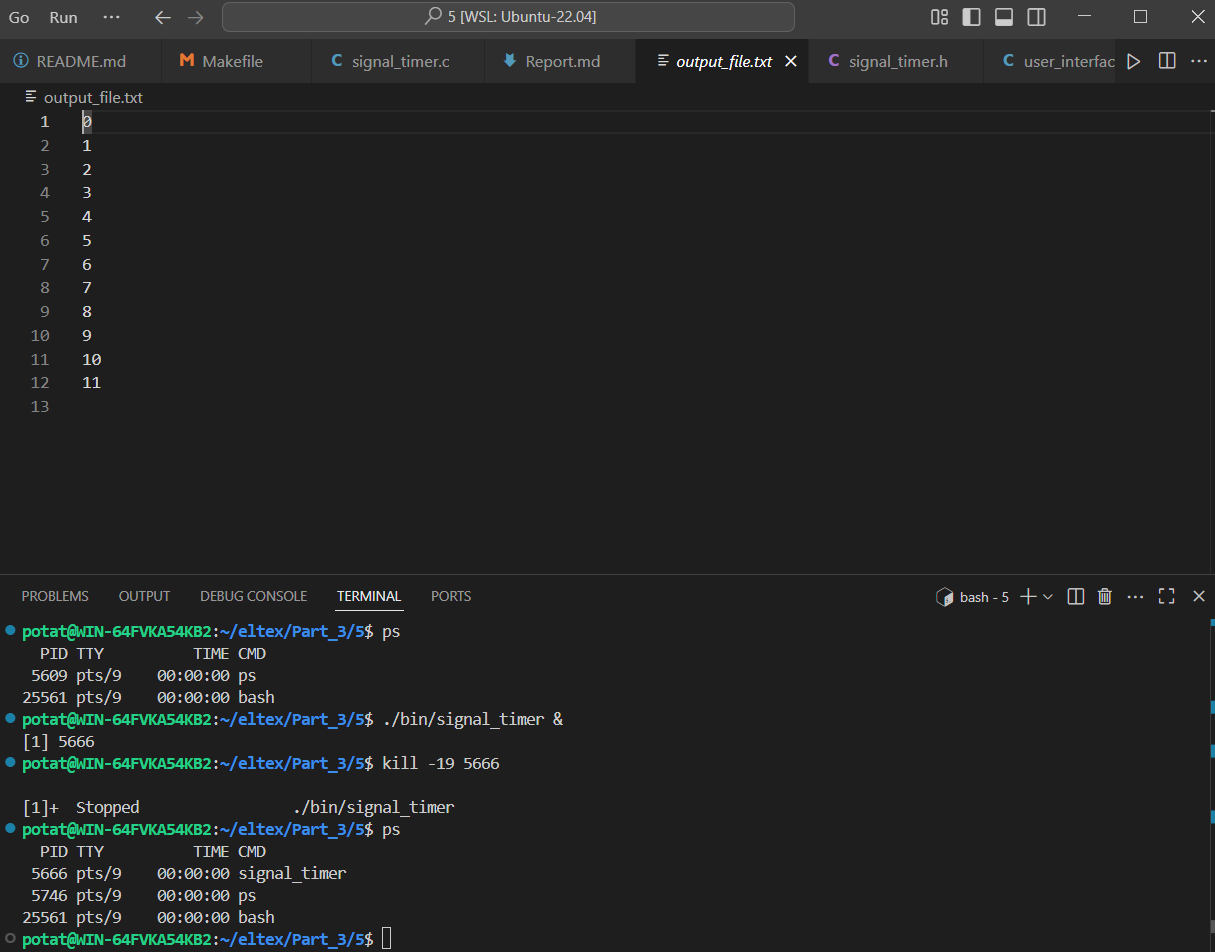 Go Run ··· 5 [WSL: Ubuntu-22.04]
README.md Makefile signal_timer.c Report.md output_file.txt signal_timer.h user_interfac
output_file.txt
1 0
2 1
3 2
4 3
5 4
6 5
7 6
8 7
9 8
10 9
11 10
12 11
13
PROBLEMS OUTPUT DEBUG CONSOLE TERMINAL PORTS bash - 5
potat@WIN-64FVKA54KB2:~/eltex/Part_3/5$ ps
PID TTY TIME CMD
5609 pts/9 00:00:00 ps
25561 pts/9 00:00:00 bash
potat@WIN-64FVKA54KB2:~/eltex/Part_3/5$ ./bin/signal_timer &
[1] 5666
potat@WIN-64FVKA54KB2:~/eltex/Part_3/5$ kill -19 5666
[1]+ Stopped ./bin/signal_timer
potat@WIN-64FVKA54KB2:~/eltex/Part_3/5$ ps
PID TTY TIME CMD
5666 pts/9 00:00:00 signal_timer
5746 pts/9 00:00:00 ps
25561 pts/9 00:00:00 bash
potat@WIN-64FVKA54KB2:~/eltex/Part_3/5$